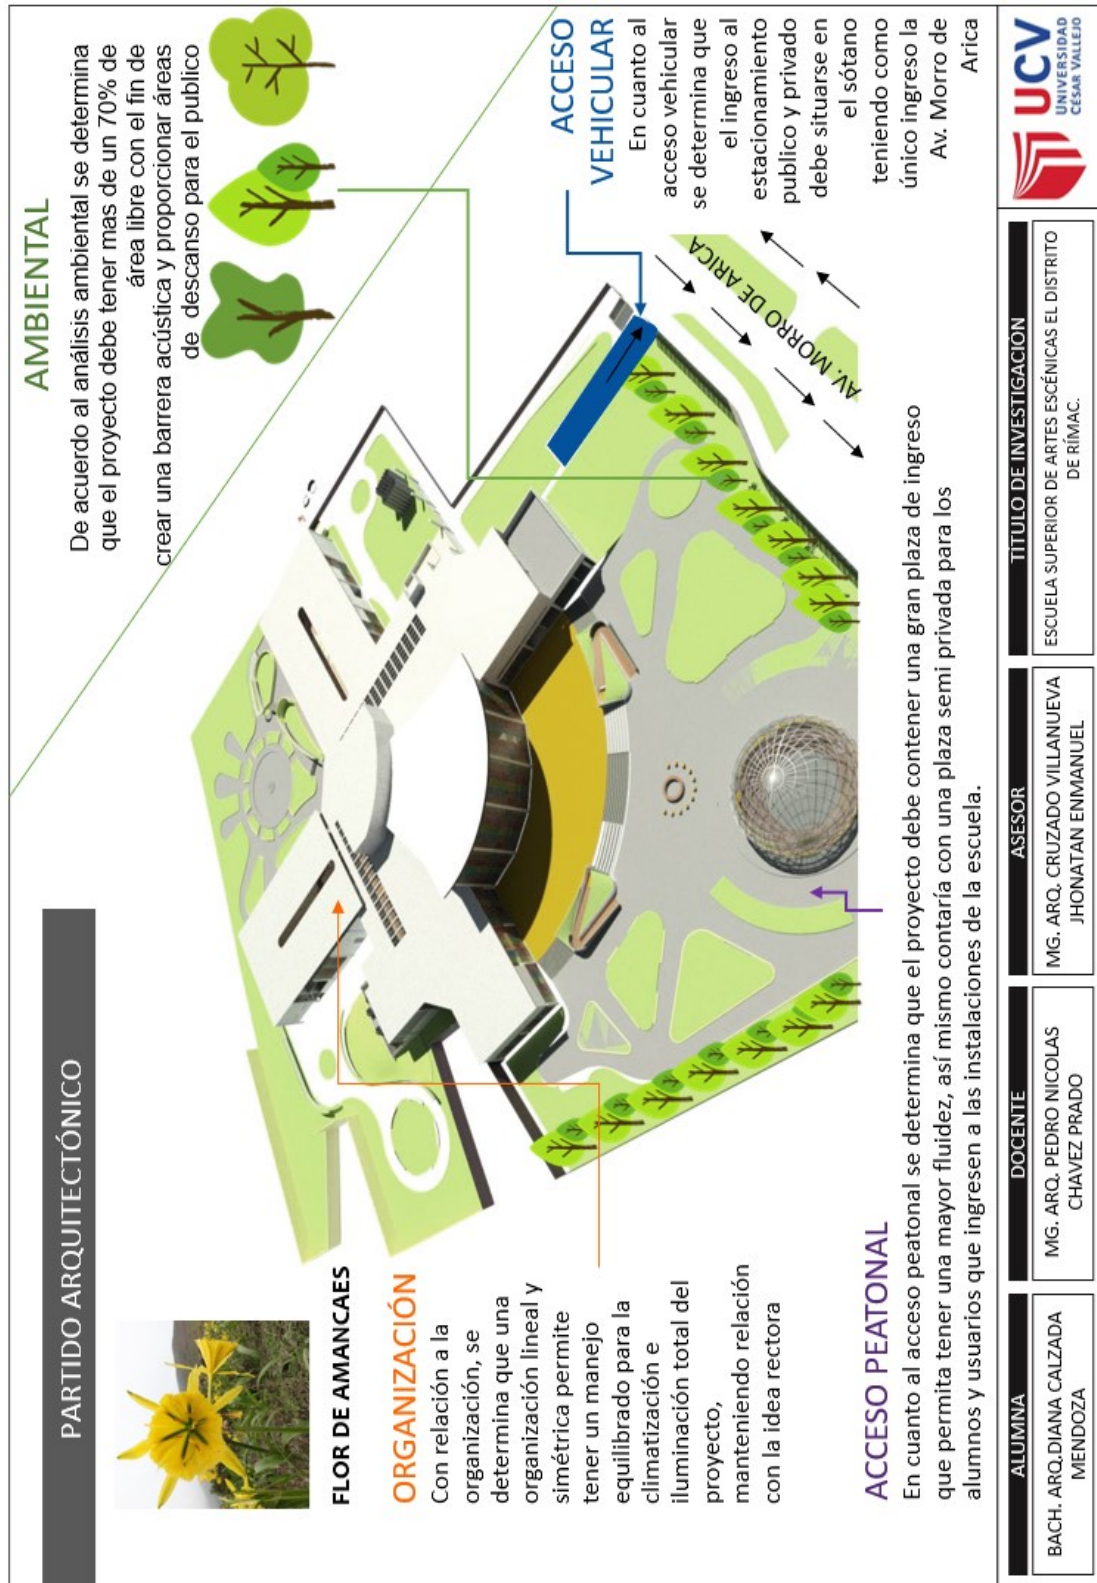 PARTIDO ARQUITECTÓNICO
FLOR DE AMANCAES
ORGANIZACIÓN
Con relación a la
organización, se
determina que una
organización lineal y
simétrica permite
tener un manejo
equilibrado para la
climatización e
iluminación total del
proyecto,
manteniendo relación
con la idea rectora
AMBIENTAL
De acuerdo al análisis ambiental se determina
que el proyecto debe tener mas de un 70% de
área libre con el fin de
crear una barrera acústica y proporcionar áreas
de descanso para el publico
ACCESO
VEHICULAR
En cuanto al
acceso vehicular
se determina que
el ingreso al
estacionamiento
publico y privado
debe situarse en
el sótano
teniendo como
único ingreso la
Av. Morro de
Arica
AV. MORRO DE ARICA
ACCESO PEATONAL
En cuanto al acceso peatonal se determina que el proyecto debe contener una gran plaza de ingreso
que permita tener una mayor fluidez, así mismo contaría con una plaza semi privada para los
alumnos y usuarios que ingresen a las instalaciones de la escuela.
ALUMNA
BACH. ARQ.DIANA CALZADA
MENDOZA
DOCENTE
MG. ARQ. PEDRO NICOLAS
CHAVEZ PRADO
ASESOR
MG. ARQ. CRUZADO VILLANUEVA
JHONATAN ENMANUEL
TÍTULO DE INVESTIGACIÓN
ESCUELA SUPERIOR DE ARTES ESCÉNICAS EL DISTRITO
DE RÍMAC.
UCV
UNIVERSIDAD
CÉSAR VALLEJO